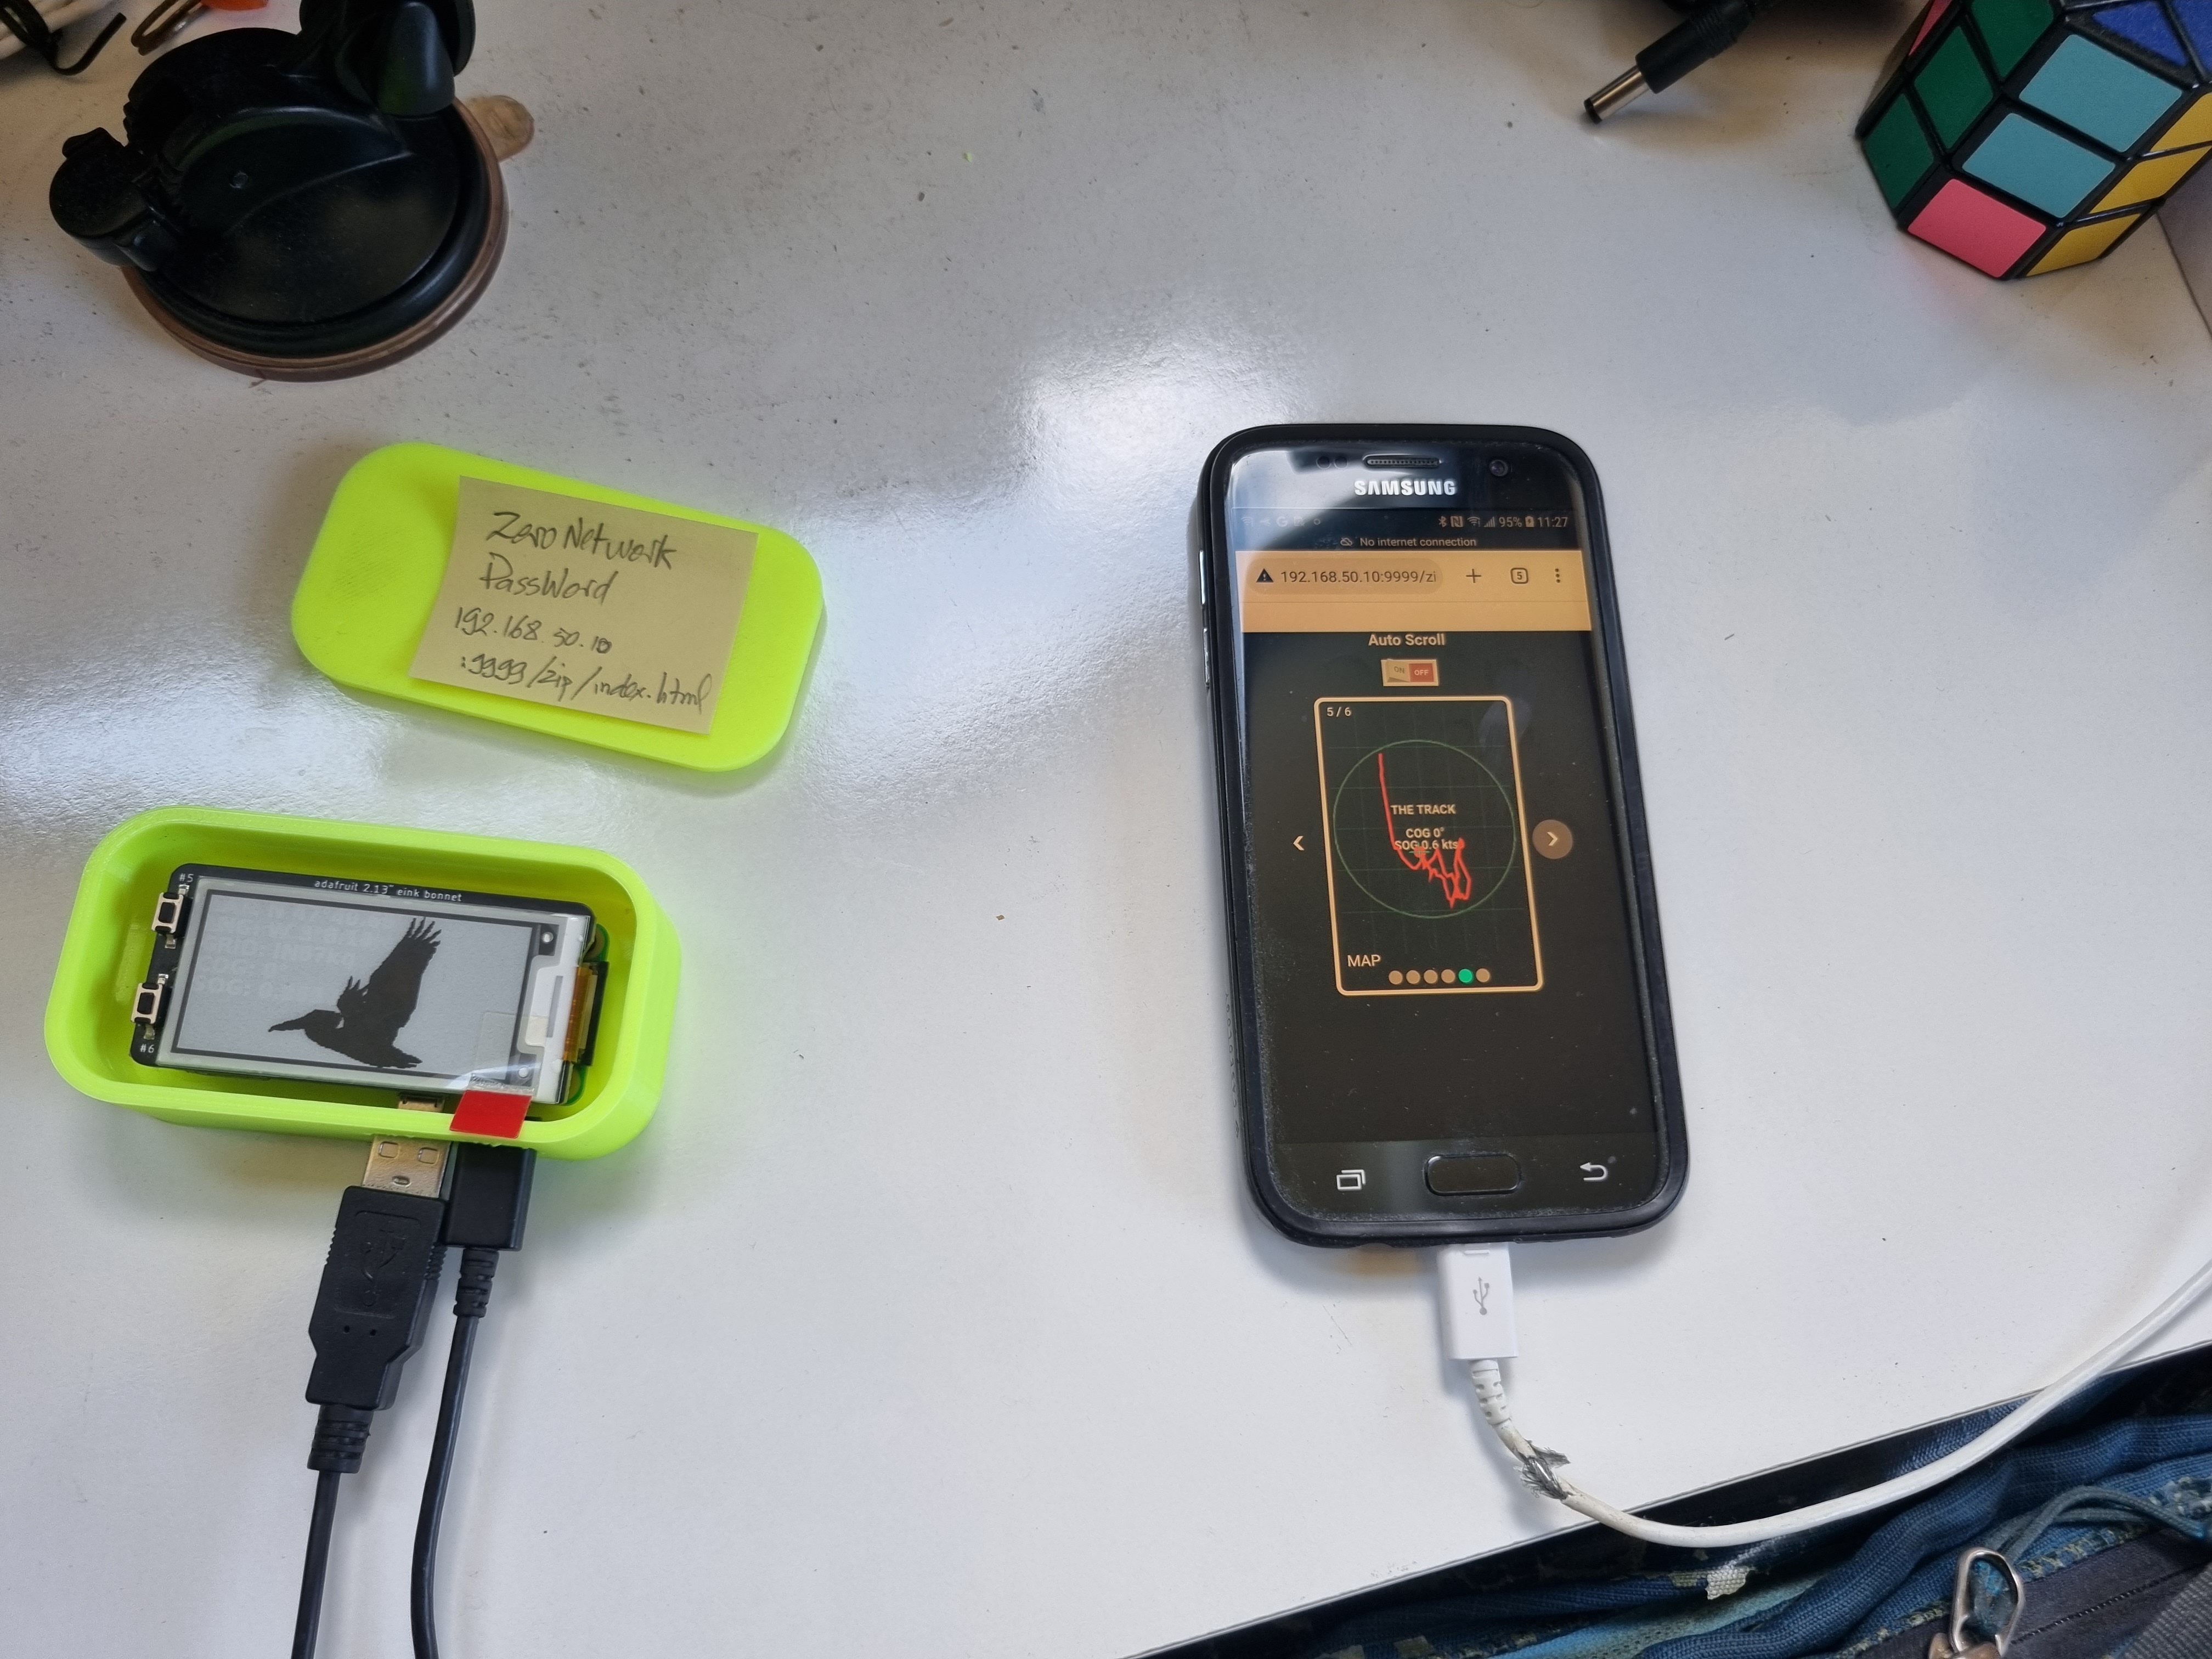 Zero Network
PassWord
192.168.50.10
:9999/zip/index.html
#5
adafruit 2.13" eink bonnet
#6
SAMSUNG
95% 11:27
No internet connection
192.168.50.10:9999/zi
5
Auto Scroll
ON OFF
5 / 6
THE TRACK
COG 0°
SOG 0.6 kts
MAP